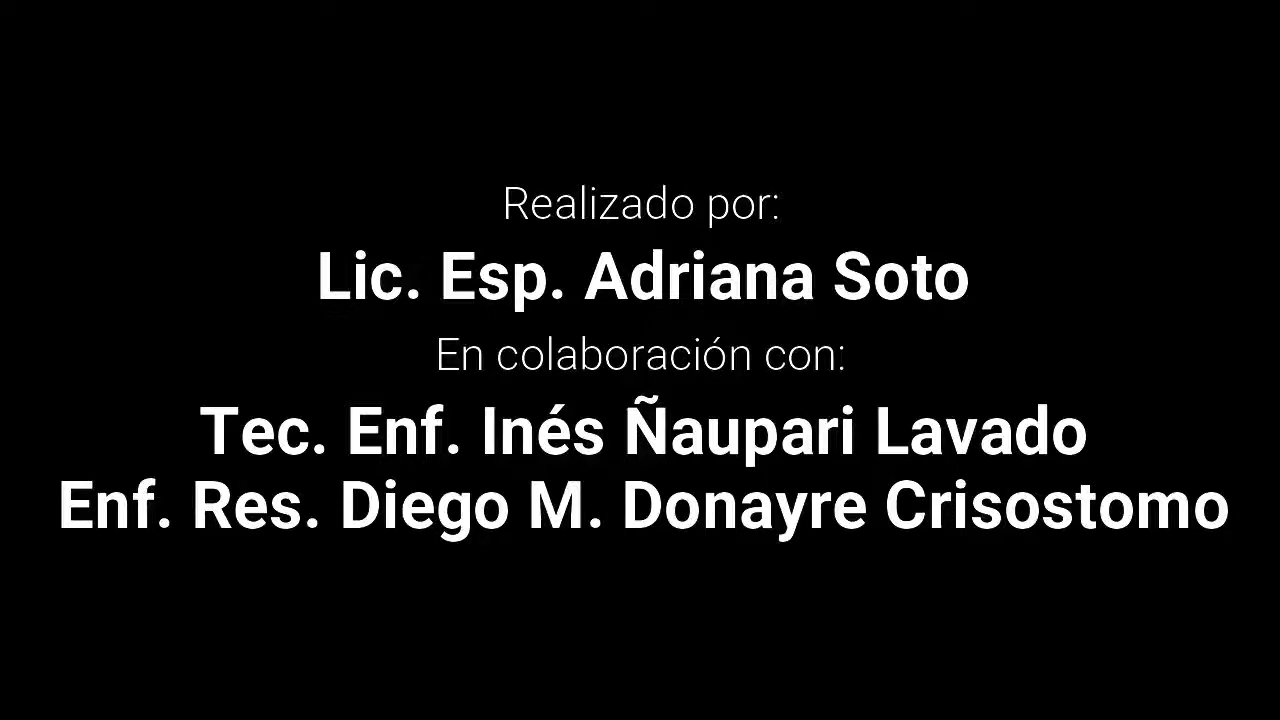 Realizado por:
Lic. Esp. Adriana Soto
En colaboración con:
Tec. Enf. Inés Ñaupari Lavado
Enf. Res. Diego M. Donayre Crisostomo